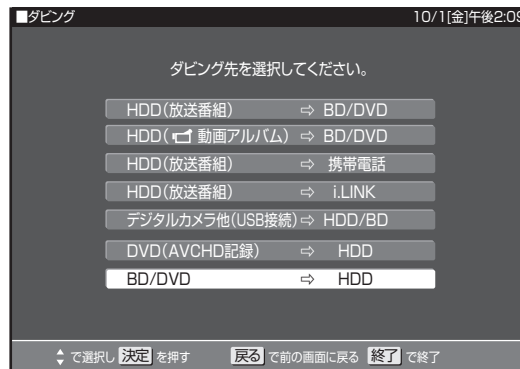 ■ダビング 10/1[金]午後2:09
ダビング先を選択してください。
HDD(放送番組) ⇨ BD/DVD
HDD( 動画アルバム) ⇨ BD/DVD
HDD(放送番組) ⇨ 携帯電話
HDD(放送番組) ⇨ i.LINK
デジタルカメラ他(USB接続) ⇨ HDD/BD
DVD(AVCHD記録) ⇨ HDD
BD/DVD ⇨ HDD
で選択し 決定 を押す 戻る で前の画面に戻る 終了 で終了